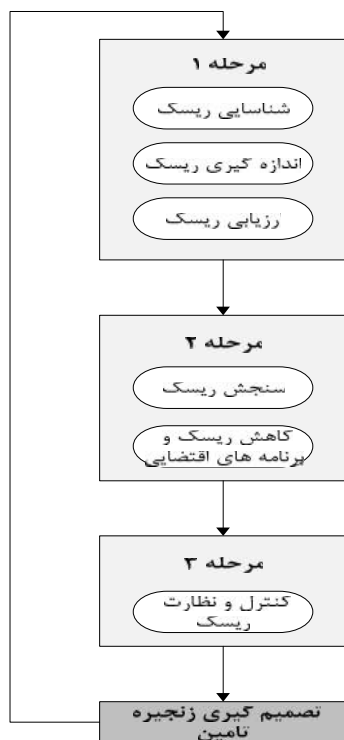 مرحله ۱
شناسایی ریسک
اندازه گیری ریسک
ارزیابی ریسک
مرحله ۲
سنجش ریسک
کاهش ریسک و
برنامه های اقتضایی
مرحله ۳
کنترل و نظارت
ریسک
تصمیم گیری زنجیره
تامین